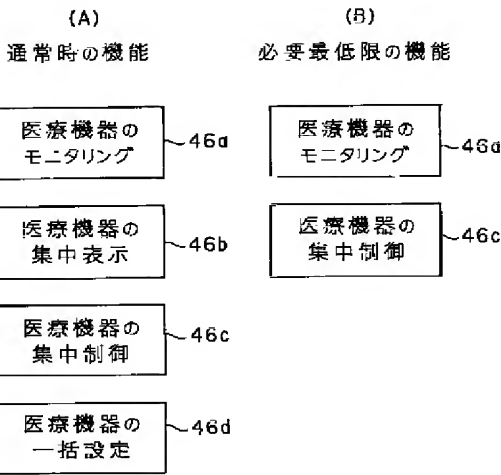 (A)
通常時の機能
医療機器の
モニタリング
46a
医療機器の
集中表示
46b
医療機器の
集中制御
46c
医療機器の
一括設定
46d
(B)
必要最低限の機能
医療機器の
モニタリング
46a
医療機器の
集中制御
46c